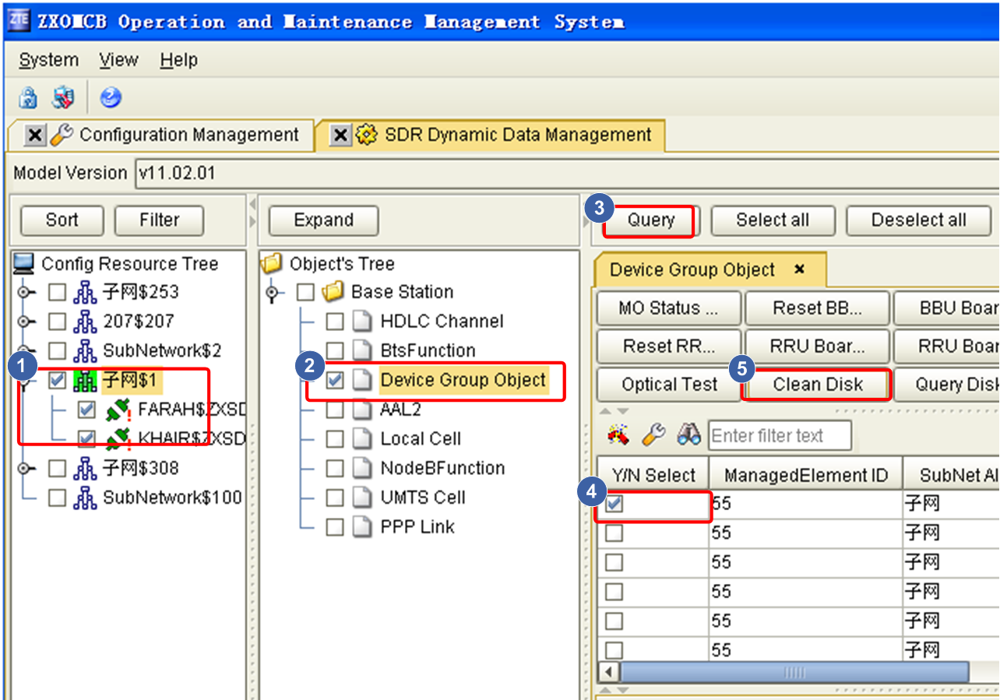 ZTE ZXOMCB Operation and Maintenance Management System
System View Help
Configuration Management SDR Dynamic Data Management
Model Version v11.02.01
Sort Filter
Expand
3 Query Select all Deselect all
Config Resource Tree
子网$253
207$207
SubNetwork$2
1 子网$1
FARAH$ZXSD
KHAIR$ZXSD
子网$308
SubNetwork$100
Object's Tree
Base Station
HDLC Channel
BtsFunction
2 Device Group Object
AAL2
Local Cell
NodeBFunction
UMTS Cell
PPP Link
Device Group Object
MO Status ... Reset BB... BBU Boar
Reset RR... RRU Boar... RRU Boar
Optical Test 5 Clean Disk Query Disk
Enter filter text
Y/N Select ManagedElement ID SubNet Al
4 55 子网
55 子网
55 子网
55 子网
55 子网
55 子网